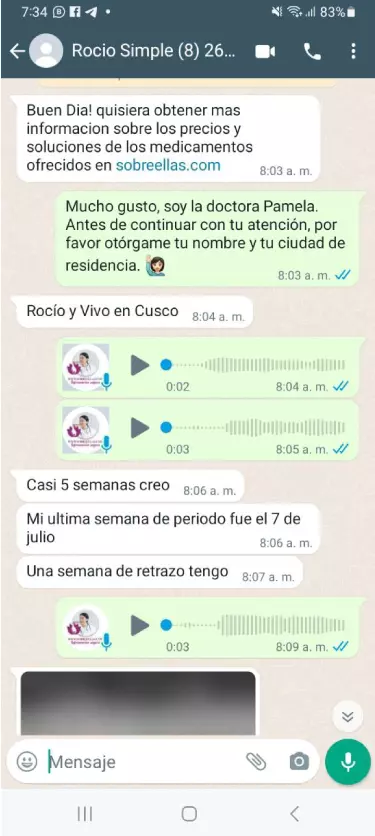 7:34
83%
Rocio Simple (8) 26...
Buen Dia! quisiera obtener mas
informacion sobre los precios y
soluciones de los medicamentos
ofrecidos en sobreellas.com
8:03 a. m.
Mucho gusto, soy la doctora Pamela.
Antes de continuar con tu atención, por
favor otórgame tu nombre y tu ciudad de
residencia. 🙋🏻‍♀️
8:03 a. m.
Rocío y Vivo en Cusco 8:04 a. m.
0:02 8:04 a. m.
0:03 8:05 a. m.
Casi 5 semanas creo 8:06 a. m.
Mi ultima semana de periodo fue el 7 de
julio
8:06 a. m.
Una semana de retrazo tengo 8:07 a. m.
0:03 8:09 a. m.
Mensaje